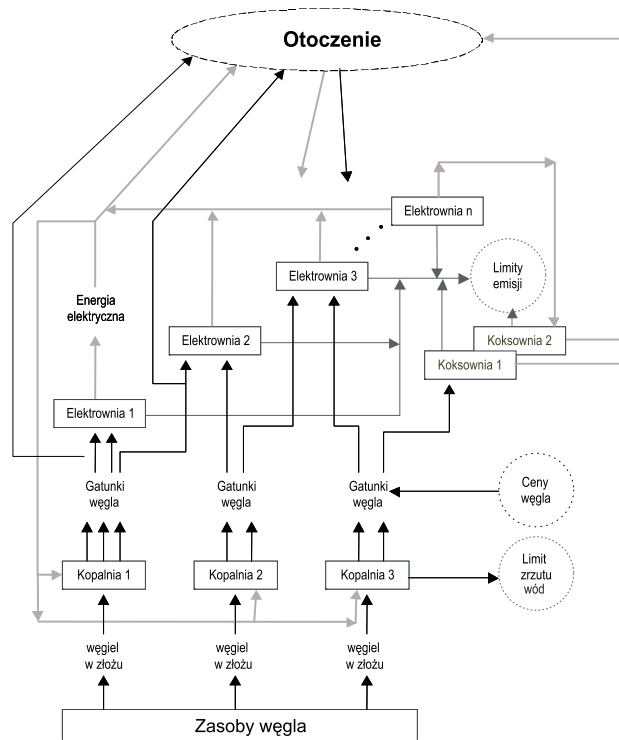 Otoczenie
Elektrownia n
Elektrownia 3
Limity
emisji
Energia
elektryczna
Elektrownia 2
Koksownia 2
Koksownia 1
Elektrownia 1
Gatunki
węgla
Gatunki
węgla
Gatunki
węgla
Ceny
węgla
Kopalnia 1
Kopalnia 2
Kopalnia 3
Limit
zrzutu
wód
węgiel
w złożu
węgiel
w złożu
węgiel
w złożu
Zasoby węgla